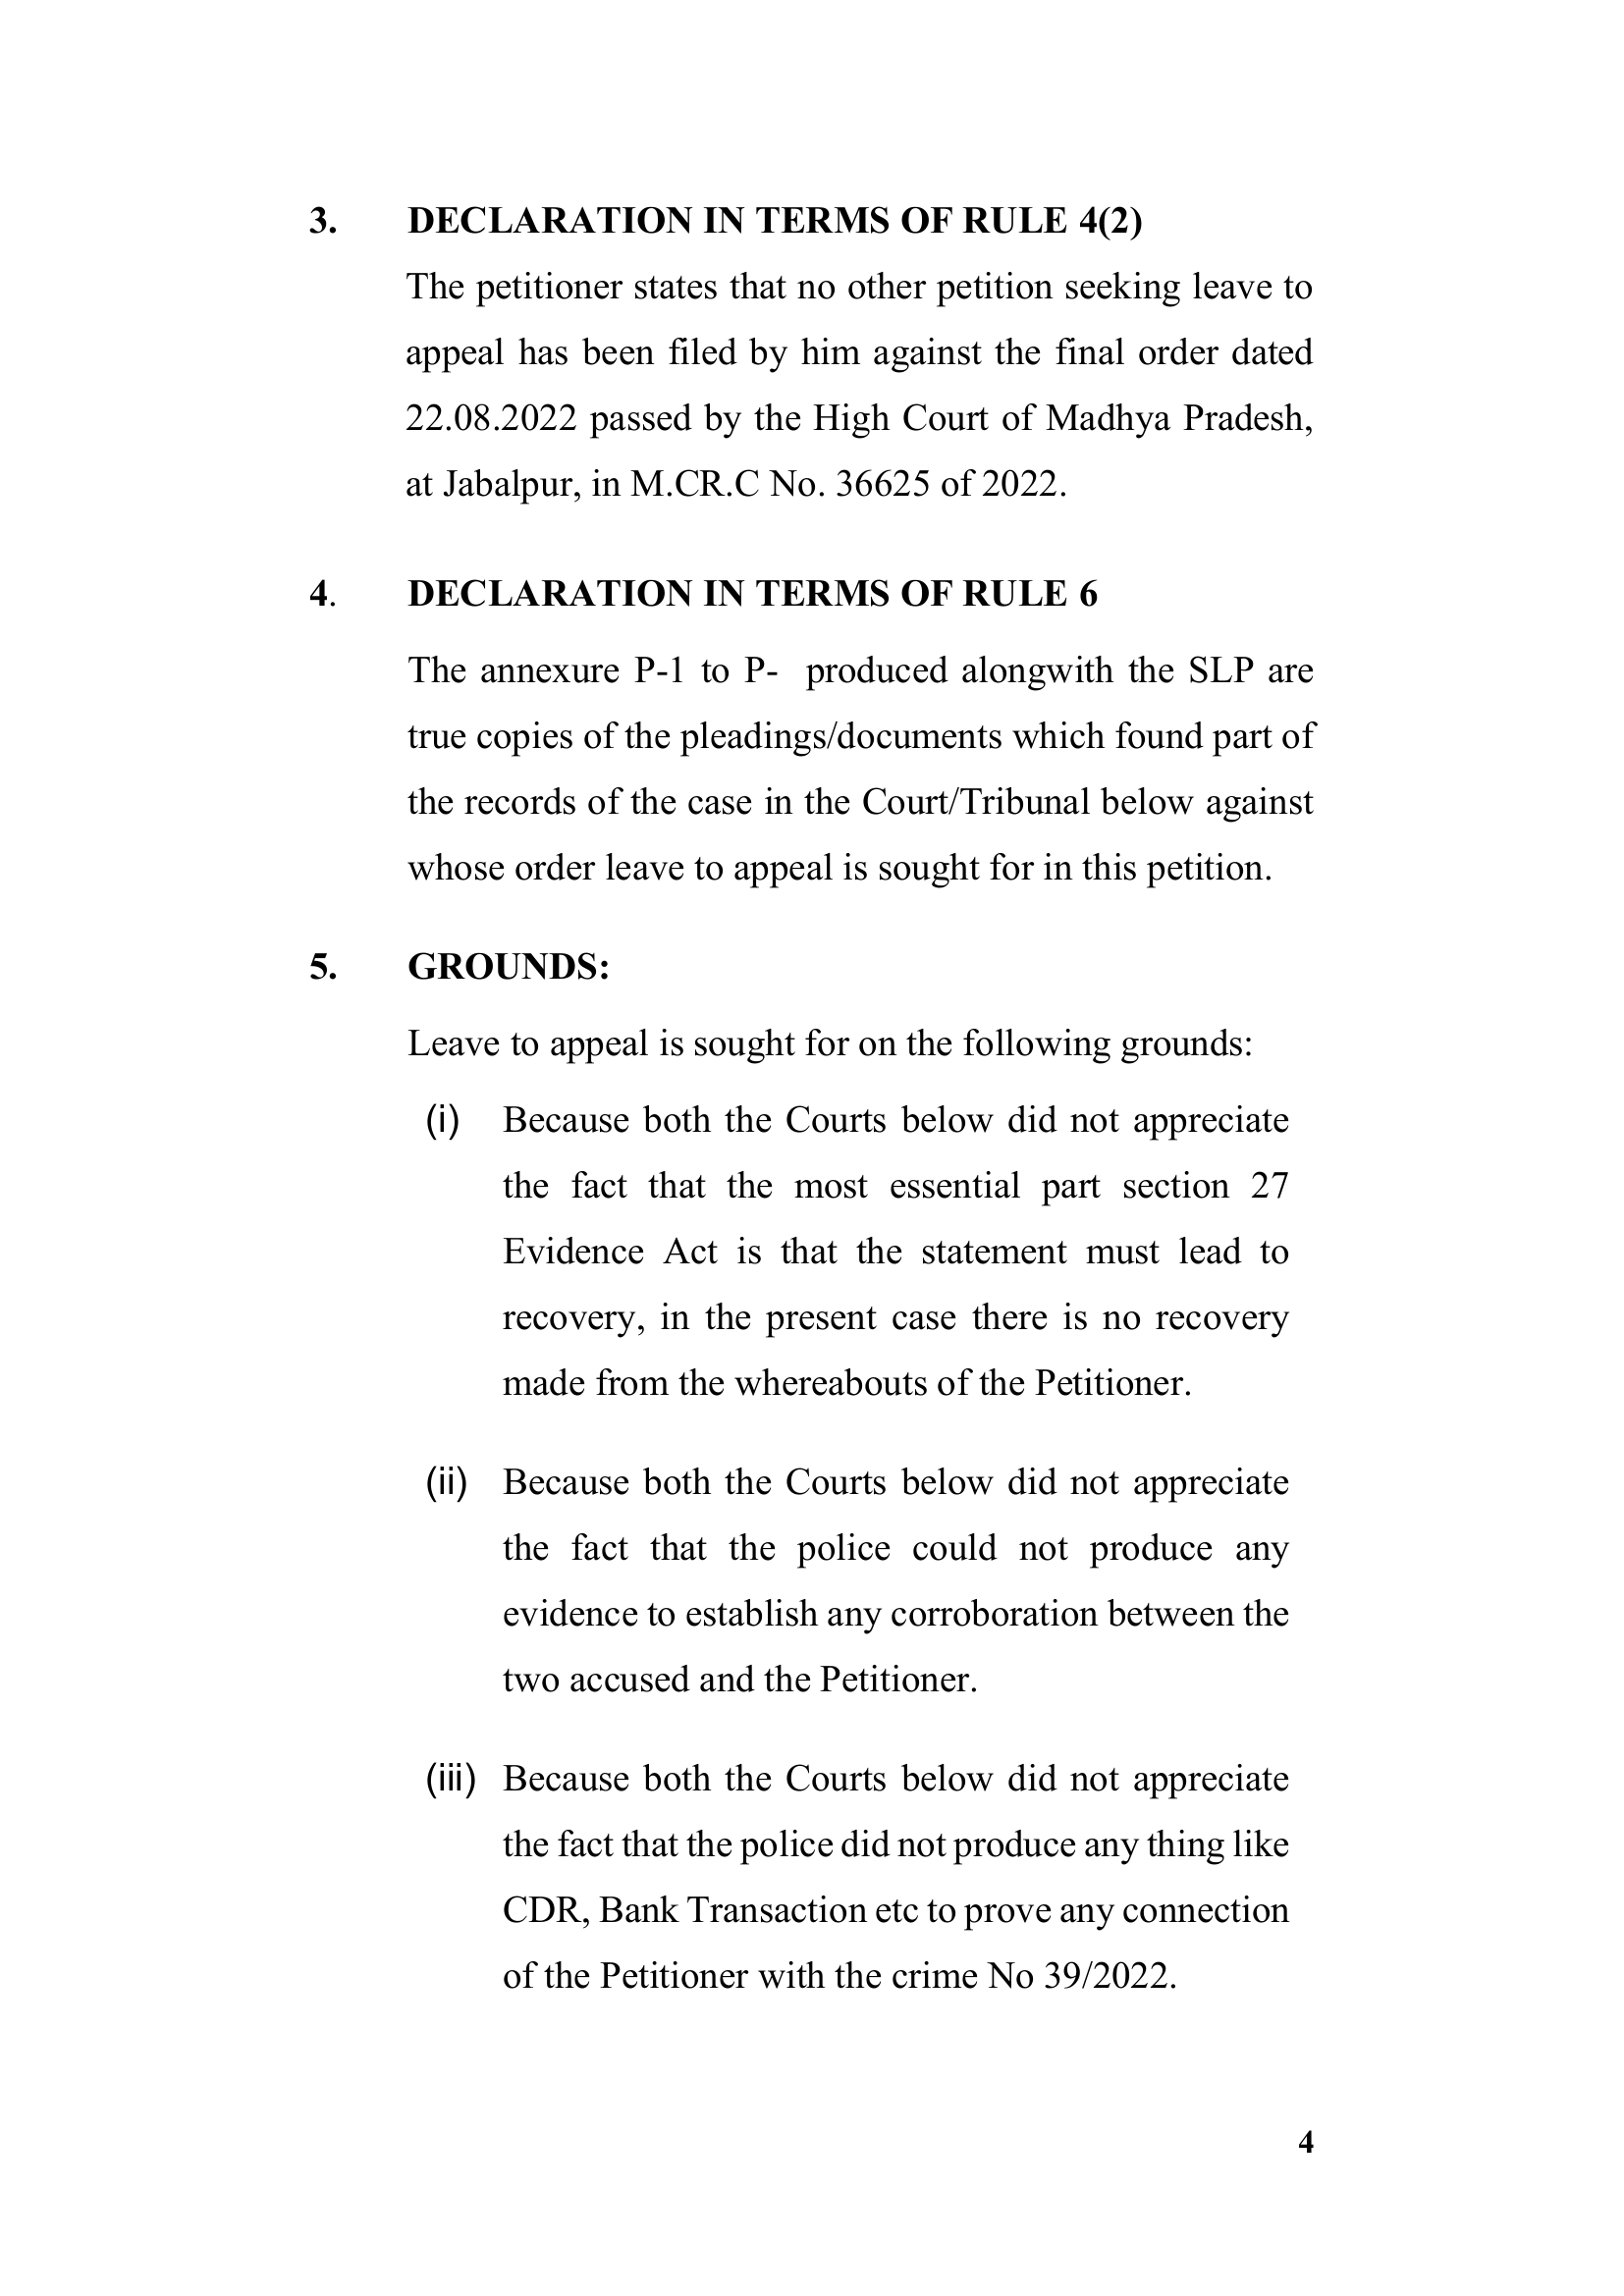 3. DECLARATION IN TERMS OF RULE 4(2)
The petitioner states that no other petition seeking leave to
appeal has been filed by him against the final order dated
22.08.2022 passed by the High Court of Madhya Pradesh,
at Jabalpur, in M.CR.C No. 36625 of 2022.
4. DECLARATION IN TERMS OF RULE 6
The annexure P-1 to P- produced alongwith the SLP are
true copies of the pleadings/documents which found part of
the records of the case in the Court/Tribunal below against
whose order leave to appeal is sought for in this petition.
5. GROUNDS:
Leave to appeal is sought for on the following grounds:
(i) Because both the Courts below did not appreciate
the fact that the most essential part section 27
Evidence Act is that the statement must lead to
recovery, in the present case there is no recovery
made from the whereabouts of the Petitioner.
(ii) Because both the Courts below did not appreciate
the fact that the police could not produce any
evidence to establish any corroboration between the
two accused and the Petitioner.
(iii) Because both the Courts below did not appreciate
the fact that the police did not produce any thing like
CDR, Bank Transaction etc to prove any connection
of the Petitioner with the crime No 39/2022.
4